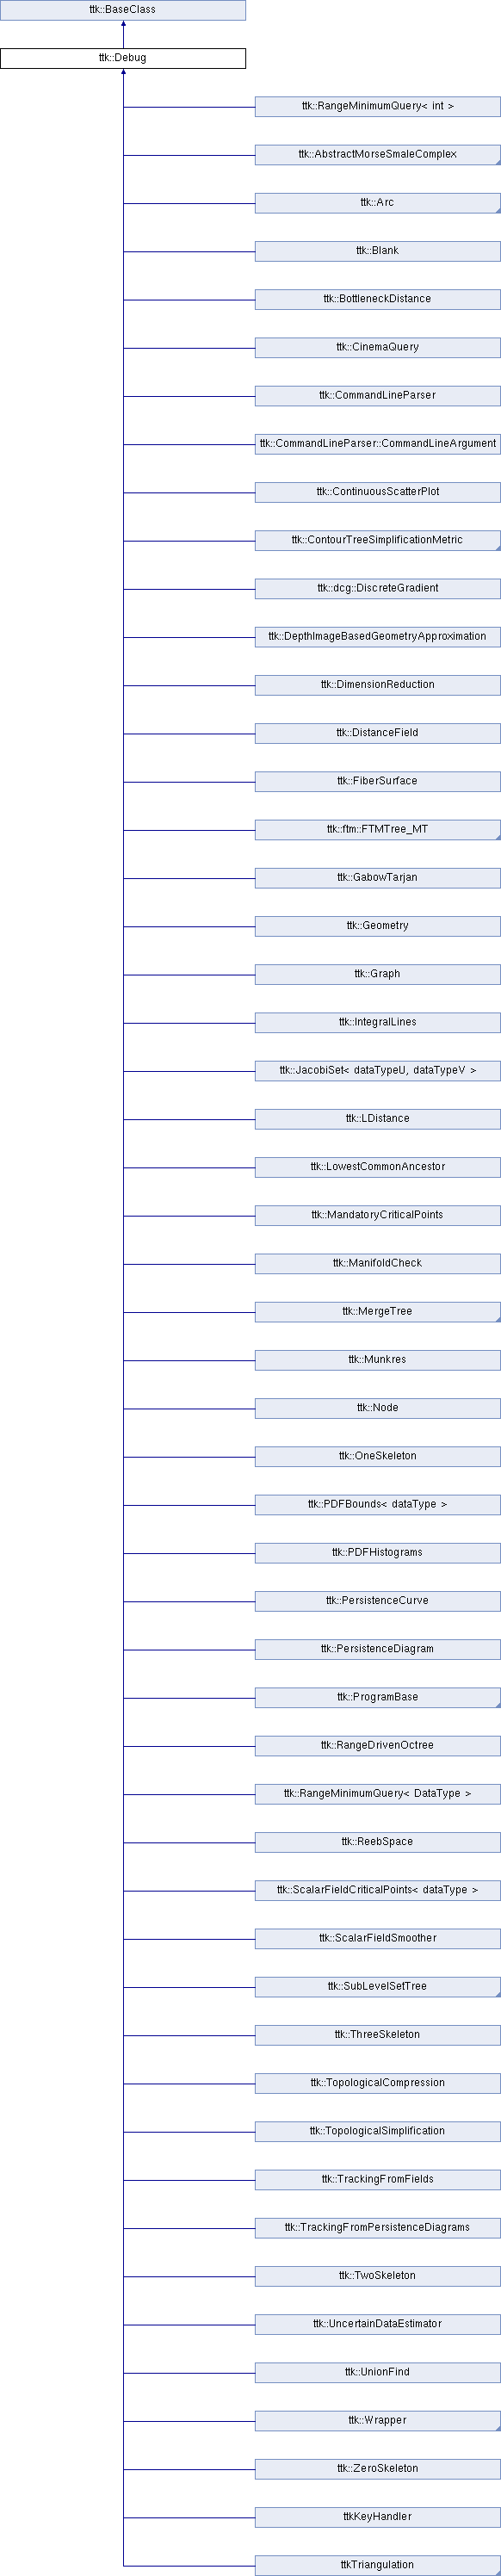 ttk::BaseClass
ttk::Debug
ttk::RangeMinimumQuery< int >
ttk::AbstractMorseSmaleComplex
ttk::Arc
ttk::Blank
ttk::BottleneckDistance
ttk::CinemaQuery
ttk::CommandLineParser
ttk::CommandLineParser::CommandLineArgument
ttk::ContinuousScatterPlot
ttk::ContourTreeSimplificationMetric
ttk::dcg::DiscreteGradient
ttk::DepthImageBasedGeometryApproximation
ttk::DimensionReduction
ttk::DistanceField
ttk::FiberSurface
ttk::ftm::FTMTree_MT
ttk::GabowTarjan
ttk::Geometry
ttk::Graph
ttk::IntegralLines
ttk::JacobiSet< dataTypeU, dataTypeV >
ttk::LDistance
ttk::LowestCommonAncestor
ttk::MandatoryCriticalPoints
ttk::ManifoldCheck
ttk::MergeTree
ttk::Munkres
ttk::Node
ttk::OneSkeleton
ttk::PDFBounds< dataType >
ttk::PDFHistograms
ttk::PersistenceCurve
ttk::PersistenceDiagram
ttk::ProgramBase
ttk::RangeDrivenOctree
ttk::RangeMinimumQuery< DataType >
ttk::ReebSpace
ttk::ScalarFieldCriticalPoints< dataType >
ttk::ScalarFieldSmoother
ttk::SubLevelSetTree
ttk::ThreeSkeleton
ttk::TopologicalCompression
ttk::TopologicalSimplification
ttk::TrackingFromFields
ttk::TrackingFromPersistenceDiagrams
ttk::TwoSkeleton
ttk::UncertainDataEstimator
ttk::UnionFind
ttk::Wrapper
ttk::ZeroSkeleton
ttkKeyHandler
ttkTriangulation